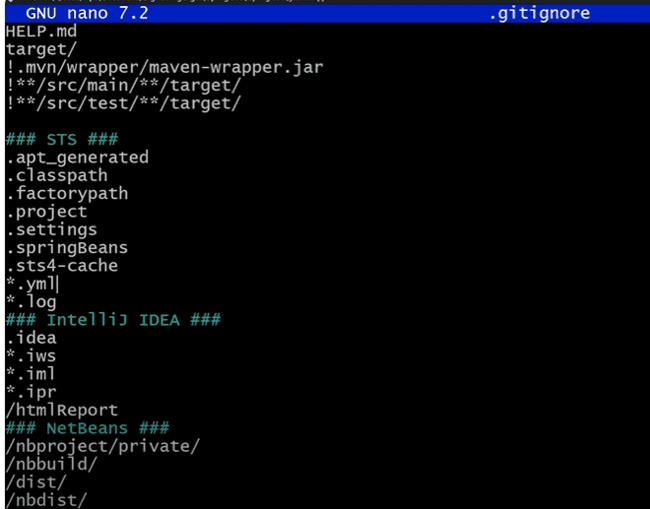 GNU nano 7.2 .gitignore
HELP.md
target/
!.mvn/wrapper/maven-wrapper.jar
!**/src/main/**/target/
!**/src/test/**/target/
### STS ###
.apt_generated
.classpath
.factorypath
.project
.settings
.springBeans
.sts4-cache
*.yml
*.log
### IntelliJ IDEA ###
.idea
*.iws
*.iml
*.ipr
/htmlReport
### NetBeans ###
/nbproject/private/
/nbbuild/
/dist/
/nbdist/